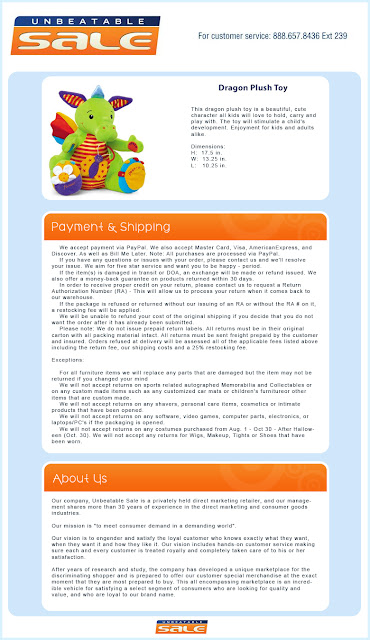 UNBEATABLE
SALE
For customer service: 888.657.8436 Ext 239
Dragon Plush Toy
This dragon plush toy is a beautiful, cute
character all kids will love to hold, carry and
play with. The toy will stimulate a child's
development. Enjoyment for kids and adults
alike.
Dimensions:
H: 17.5 in.
W: 13.25 in.
L: 10.25 in.
Payment & Shipping
We accept payment via PayPal. We also accept Master Card, Visa, AmericanExpress, and
Discover. As well as Bill Me Later. Note: All purchases are processed via PayPal.
If you have any questions or issues with your order, please contact us and we'll resolve
your issue. We aim for five star service and want you to be happy - period.
If the item(s) is damaged in transit or DOA, an exchange will be made or refund issued. We
also offer a money-back guarantee on products returned within 30 days.
In order to receive proper credit on your return, please contact us to request a Return
Authorization Number (RA) - This will allow us to process your return when it comes back to
our warehouse.
If the package is refused or returned without our issuing of an RA or without the RA # on it,
a restocking fee will be applied.
We will be unable to refund your cost of the original shipping if you decide that you do not
want the order after it has already been submitted.
Please note: We do not issue prepaid return labels. All returns must be in their original
carton with all packing material intact. All returns must be sent freight prepaid by the customer
and insured. Orders refused at delivery will be assessed all of the applicable fees listed above
including the return fee, our shipping costs and a 25% restocking fee.
Exceptions:
For all furniture items we will replace any parts that are damaged but the item may not be
returned if you changed your mind
We will not accept returns on sports related autographed Memorabilia and Collectables or
on any custom made items such as any customized car mats or children's furnitureor other
items that are custom made.
We will not accept returns on any shavers, personal care items, cosmetics or intimate
products that have been opened.
We will not accept returns on any software, video games, computer parts, electronics, or
laptops/PC's if the packaging is opened.
We will not accept returns on any costumes purchased from Aug. 1 - Oct 30 - After Hallow-
een (Oct. 30). We will not accept any returns for Wigs, Makeup, Tights or Shoes that have
been worn.
About Us
Our company, Unbeatable Sale is a privately held direct marketing retailer, and our manage-
ment shares more than 30 years of experience in the direct marketing and consumer goods
industries.
Our mission is "to meet consumer demand in a demanding world".
Our vision is to engender and satisfy the loyal customer who knows exactly what they want,
when they want it and how they like it. Our vision includes hands-on customer service making
sure each and every customer is treated royally and completely taken care of to his or her
satisfaction.
After years of research and study, the company has developed a unique marketplace for the
discriminating shopper and is prepared to offer our customer special merchandise at the exact
moment that they are most prepared to buy. This all encompassing marketplace is an incred-
ible vehicle for satisfying a select segment of consumers who are looking for quality and
value, and who are loyal to our brand name.
UNBEATABLE
SALE